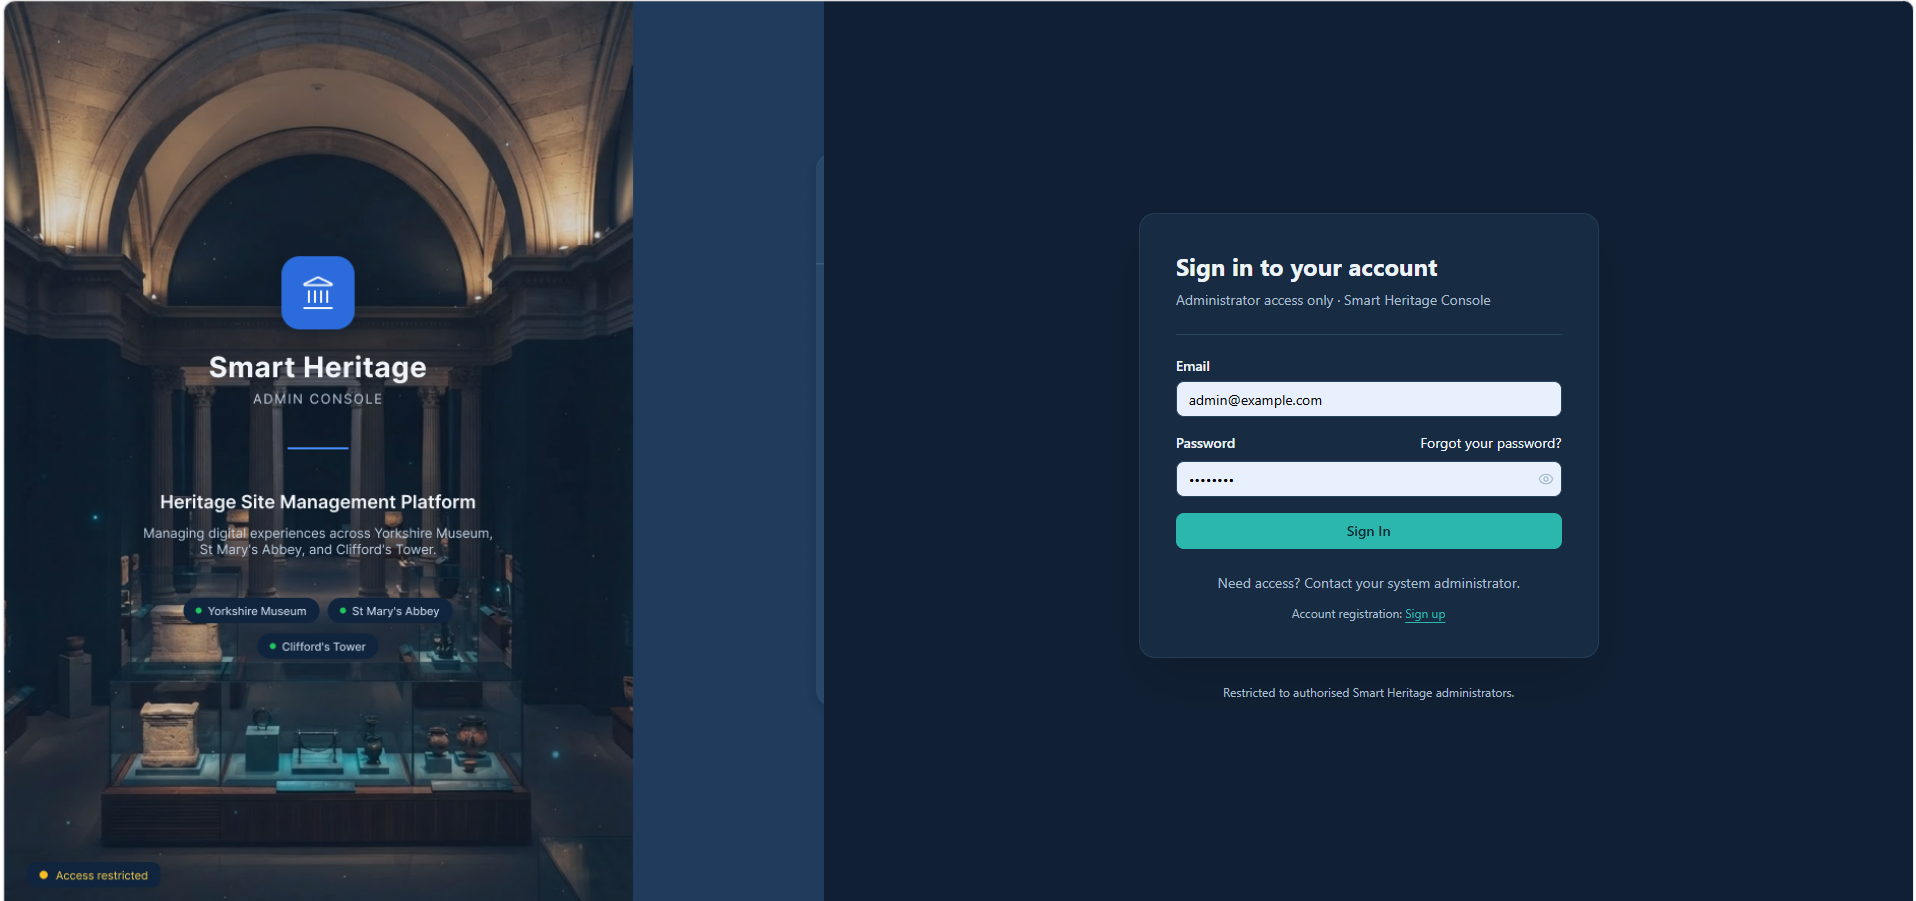 Smart Heritage
ADMIN CONSOLE
Heritage Site Management Platform
Managing digital experiences across Yorkshire Museum,
St Mary's Abbey, and Clifford's Tower.
Yorkshire Museum
St Mary's Abbey
Clifford's Tower
Access restricted
Sign in to your account
Administrator access only · Smart Heritage Console
Email
admin@example.com
Password
Forgot your password?
••••••••
Sign In
Need access? Contact your system administrator.
Account registration: Sign up
Restricted to authorised Smart Heritage administrators.